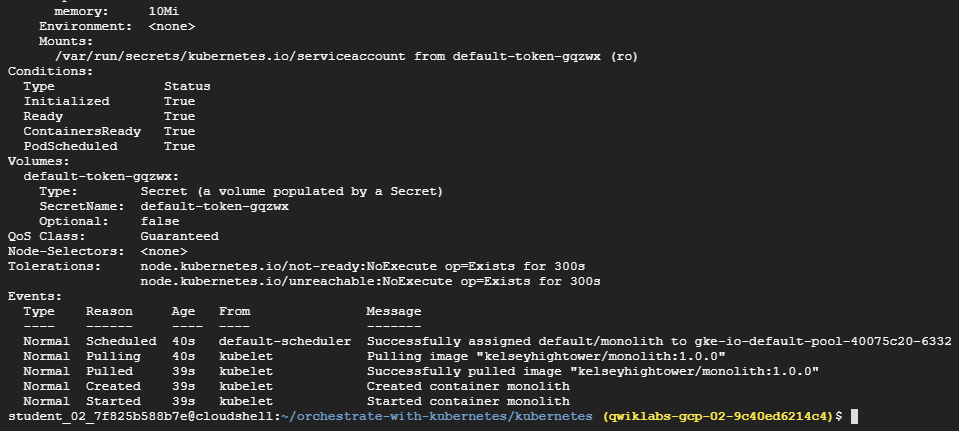 memory:     10Mi
Environment:  <none>
Mounts:
/var/run/secrets/kubernetes.io/serviceaccount from default-token-gqzwx (ro)
Conditions:
Type              Status
Initialized       True
Ready             True
ContainersReady   True
PodScheduled      True
Volumes:
default-token-gqzwx:
Type:        Secret (a volume populated by a Secret)
SecretName:  default-token-gqzwx
Optional:    false
QoS Class:       Guaranteed
Node-Selectors:  <none>
Tolerations:     node.kubernetes.io/not-ready:NoExecute op=Exists for 300s
node.kubernetes.io/unreachable:NoExecute op=Exists for 300s
Events:
Type    Reason     Age   From               Message
----    ------     ----  ----               -------
Normal  Scheduled  40s   default-scheduler  Successfully assigned default/monolith to gke-io-default-pool-40075c20-6332
Normal  Pulling    40s   kubelet            Pulling image "kelseyhightower/monolith:1.0.0"
Normal  Pulled     39s   kubelet            Successfully pulled image "kelseyhightower/monolith:1.0.0"
Normal  Created    39s   kubelet            Created container monolith
Normal  Started    39s   kubelet            Started container monolith
student_02_7f825b588b7e@cloudshell:~/orchestrate-with-kubernetes/kubernetes (qwiklabs-gcp-02-9c40ed6214c4)$